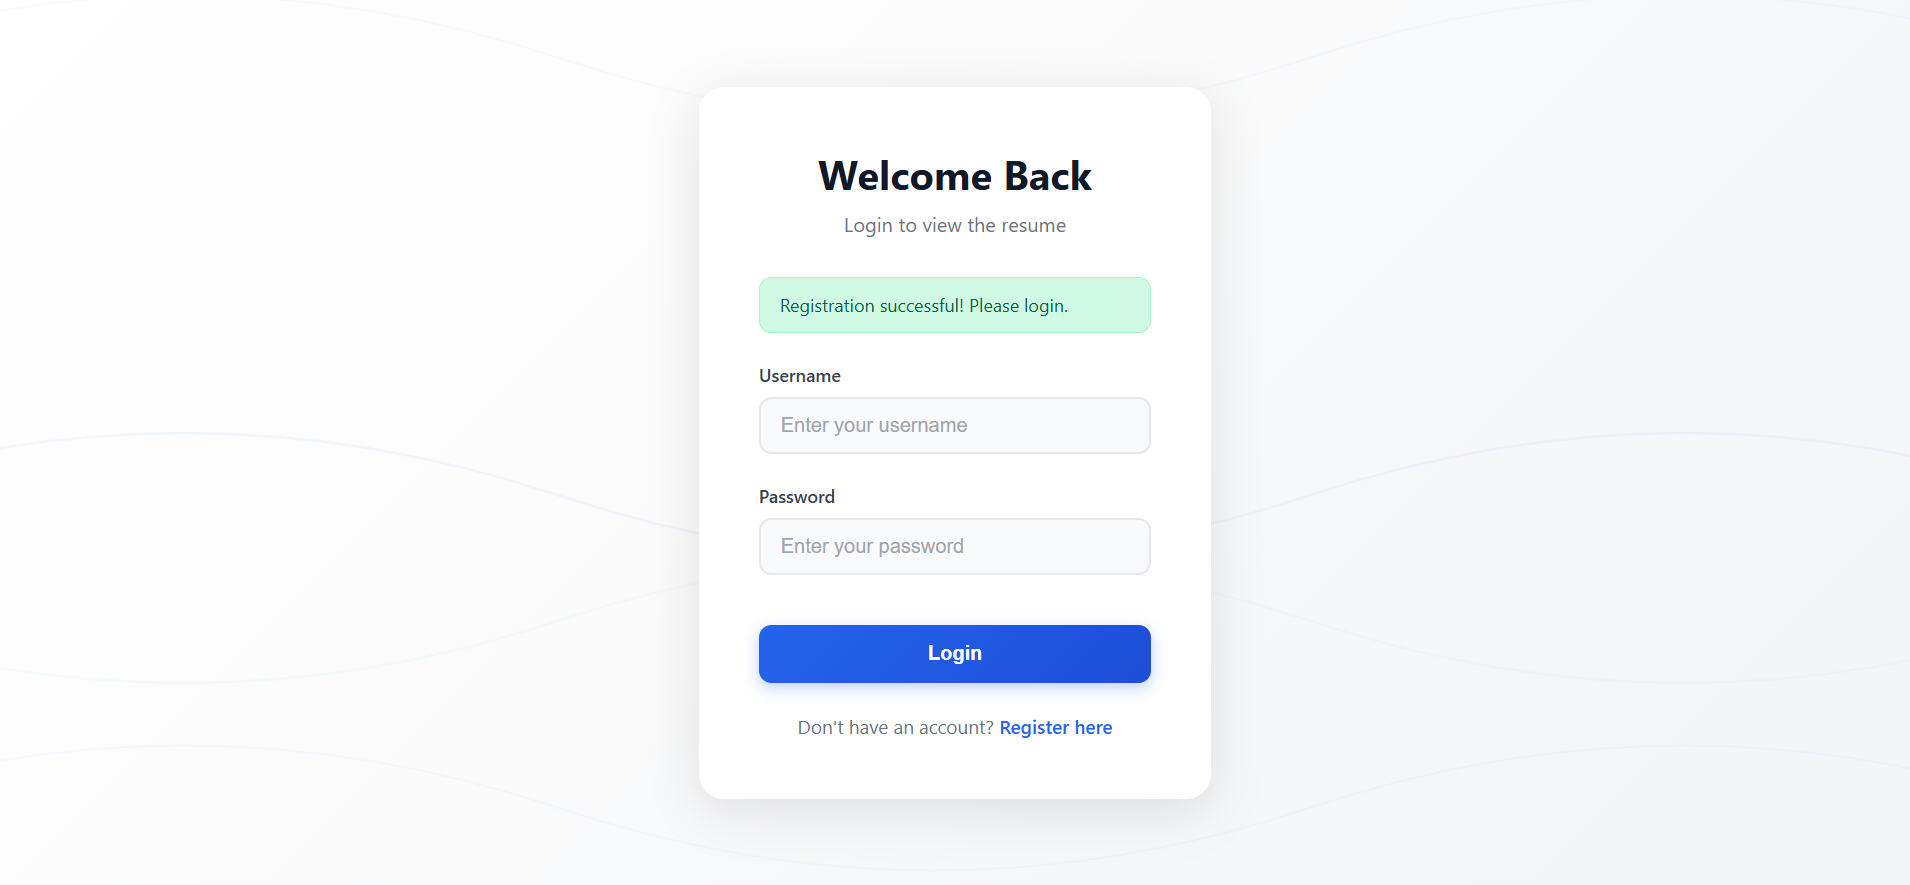 Welcome Back
Login to view the resume
Registration successful! Please login.
Username
Enter your username
Password
Enter your password
Login
Don't have an account? Register here